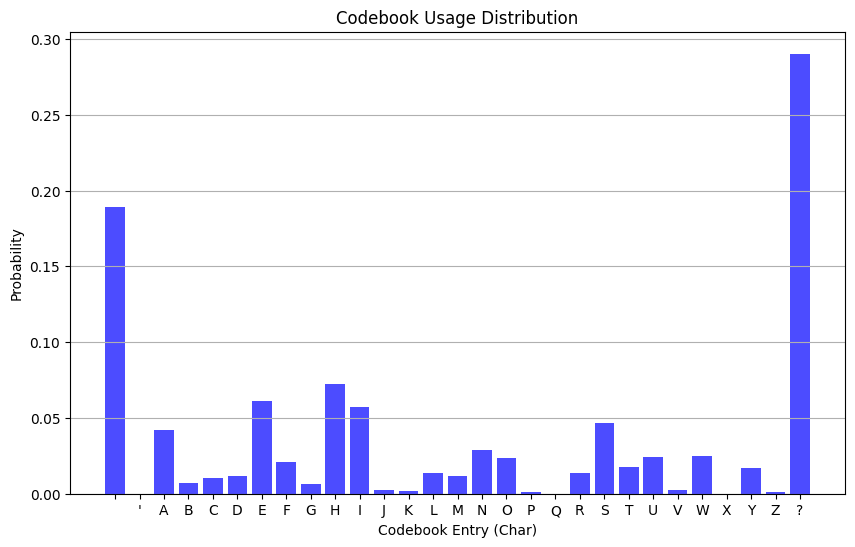 Codebook Usage Distribution
0.30
0.25
0.20
0.15
0.10
0.05
0.00
Probability
' A B C D E F G H I J K L M N O P Q R S T U V W X Y Z ?
Codebook Entry (Char)